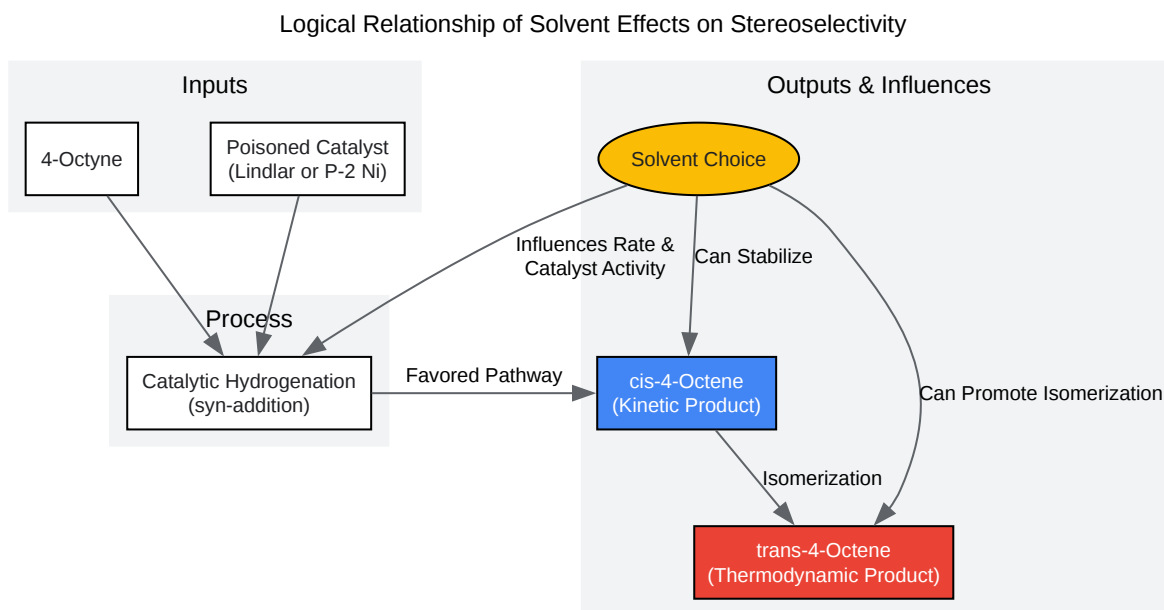 Logical Relationship of Solvent Effects on Stereoselectivity
Inputs
Outputs & Influences
4-Octyne
Poisoned Catalyst
(Lindlar or P-2 Ni)
Solvent Choice
Influences Rate &
Catalyst Activity
Can Stabilize
Process
Catalytic Hydrogenation
(syn-addition)
Favored Pathway
cis-4-Octene
(Kinetic Product)
Can Promote Isomerization
Isomerization
trans-4-Octene
(Thermodynamic Product)